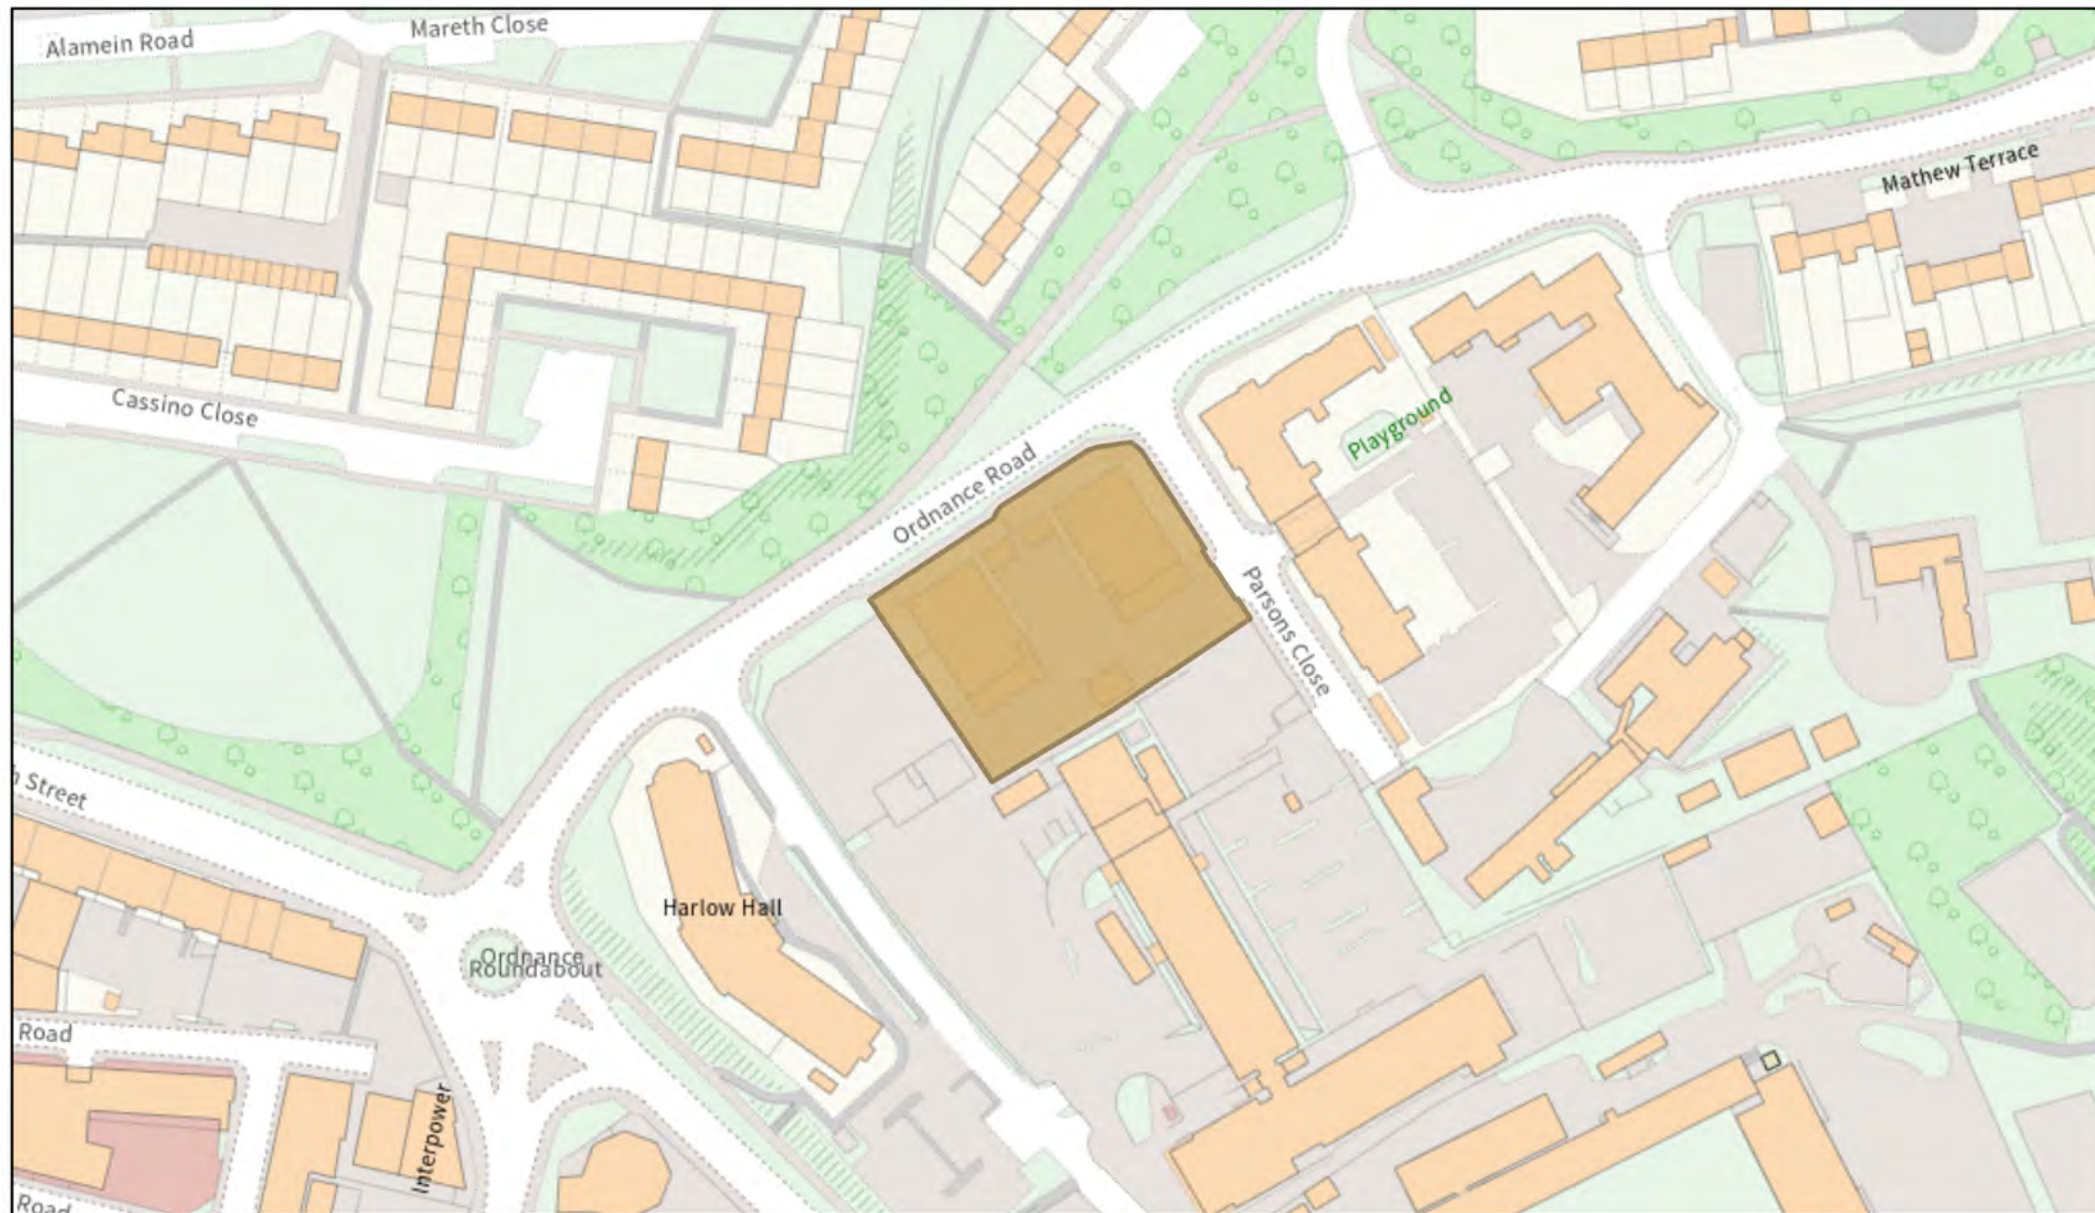 Alamein Road
Mareth Close
Mathew Terrace
Cassino Close
Playground
Ordnance Road
Parsons Close
h Street
Harlow Hall
Ordnance
Roundabout
Road
Interpower
Road